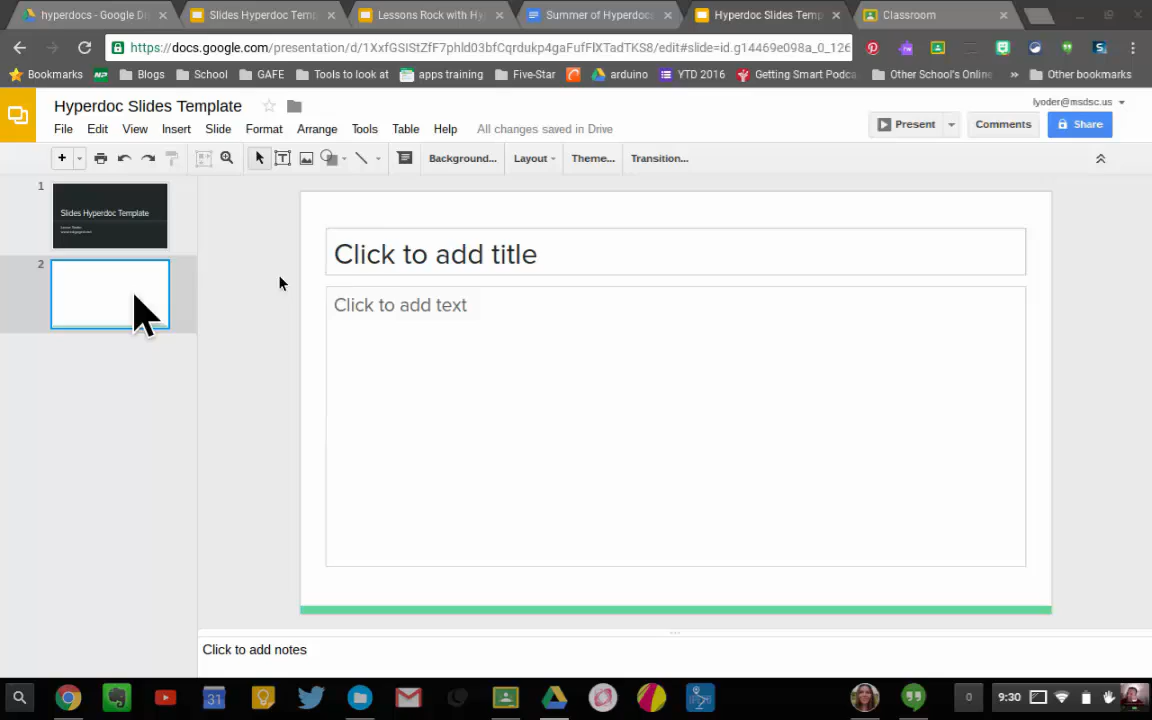 hyperdocs - Google Dr
Slides Hyperdoc Temp
Lessons Rock with Hy
Summer of Hyperdocs
Hyperdoc Slides Temp
Classroom
https://docs.google.com/presentation/d/1XxfGSIStZfF7phld03bfCqrdukp4gaFufFlXTadTKS8/edit#slide=id.g14469e098a_0_126
Bookmarks
Blogs
School
GAFE
Tools to look at
apps training
Five-Star
arduino
YTD 2016
Getting Smart Podca
Other School's Online
»
Other bookmarks
Hyperdoc Slides Template
lyoder@msdsc.us
File Edit View Insert Slide Format Arrange Tools Table Help All changes saved in Drive
Present
Comments
Share
Background...
Layout
Theme...
Transition...
1
Slides Hyperdoc Template
2
Click to add title
Click to add text
Click to add notes
31
0
9:30